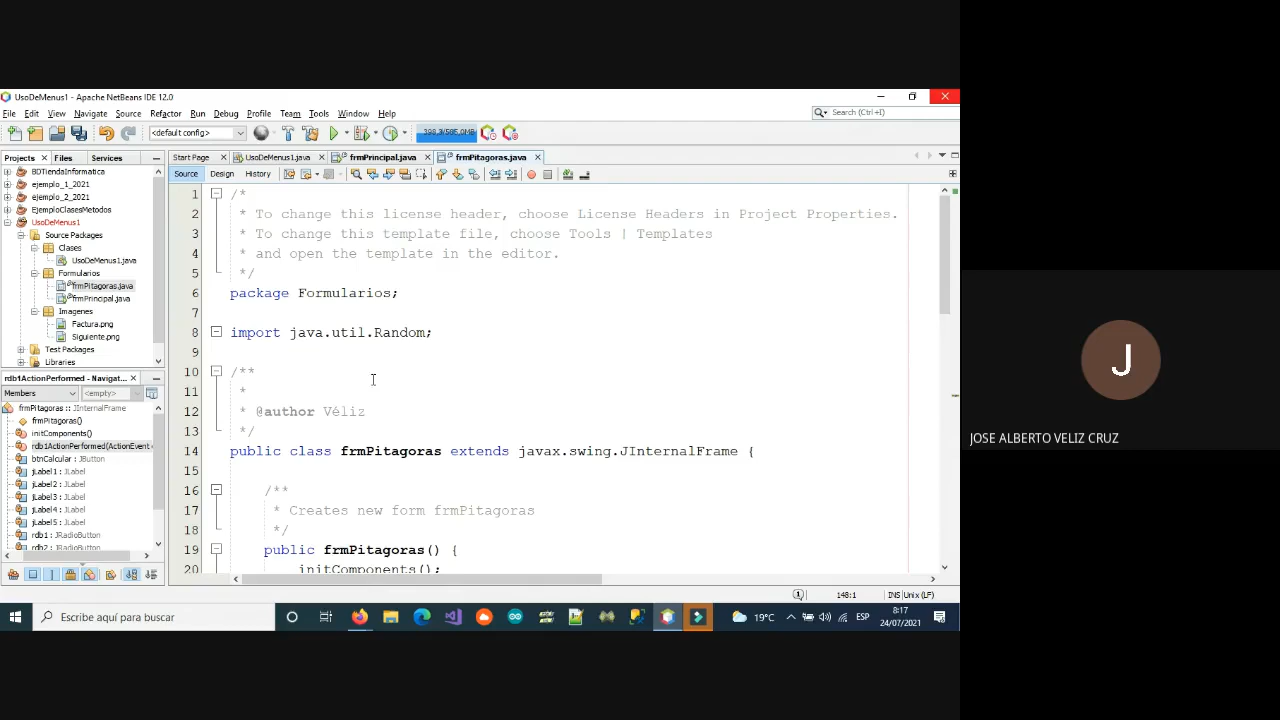 UsoDeMenus1 - Apache NetBeans IDE 12.0
File Edit View Navigate Source Refactor Run Debug Profile Team Tools Window Help
Search (Ctrl+I)
<default config>
398,3/585,0MB
Projects Files Services
Start Page UsoDeMenus1.java frmPrincipal.java frmPitagoras.java
Source Design History
BDTiendaInformatica
ejemplo_1_2021
ejemplo_2_2021
EjemploClasesMetodos
UsoDeMenus1
Source Packages
Clases
UsoDeMenus1.java
Formularios
frmPitagoras.java
frmPrincipal.java
Imagenes
Factura.png
Siguiente.png
Test Packages
Libraries
rdb1ActionPerformed - Navigat...
Members <empty>
frmPitagoras :: JInternalFrame
frmPitagoras()
initComponents()
rdb1ActionPerformed(ActionEvent
btnCalcular : JButton
jLabel1 : JLabel
jLabel2 : JLabel
jLabel3 : JLabel
jLabel4 : JLabel
jLabel5 : JLabel
rdb1 : JRadioButton
rdb2 : JRadioButton
1 /*
2 * To change this license header, choose License Headers in Project Properties.
3 * To change this template file, choose Tools | Templates
4 * and open the template in the editor.
5 */
6 package Formularios;
7
8 import java.util.Random;
9
10 /**
11 *
12 * @author Véliz
13 */
14 public class frmPitagoras extends javax.swing.JInternalFrame {
15
16 /**
17 * Creates new form frmPitagoras
18 */
19 public frmPitagoras() {
20 initComponents();
148:1 INS Unix (LF)
Escribe aquí para buscar
19°C
ESP
8:17
24/07/2021
J
JOSE ALBERTO VELIZ CRUZ